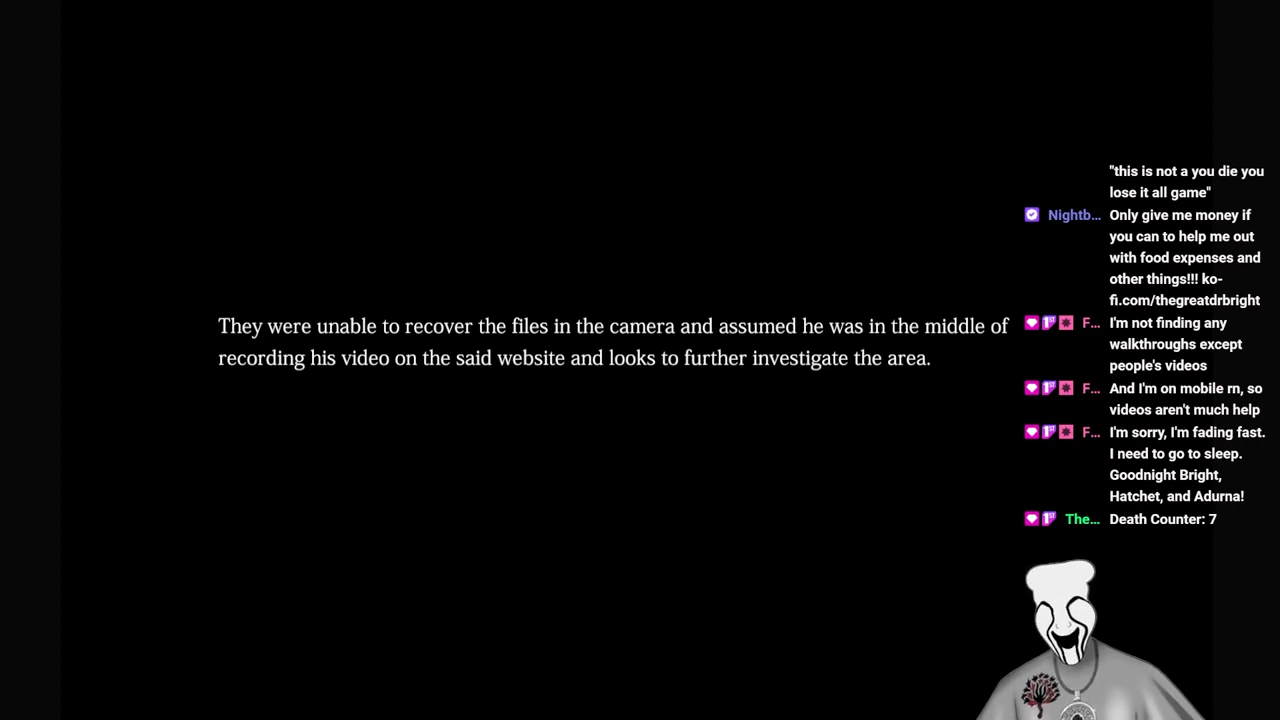 They were unable to recover the files in the camera and assumed he was in the middle of
recording his video on the said website and looks to further investigate the area.
"this is not a you die you
lose it all game"
Nightb... Only give me money if
you can to help me out
with food expenses and
other things!!! ko-
fi.com/thegreatdrbright
F... I'm not finding any
walkthroughs except
people's videos
F... And I'm on mobile rn, so
videos aren't much help
F... I'm sorry, I'm fading fast.
I need to go to sleep.
Goodnight Bright,
Hatchet, and Adurna!
The... Death Counter: 7